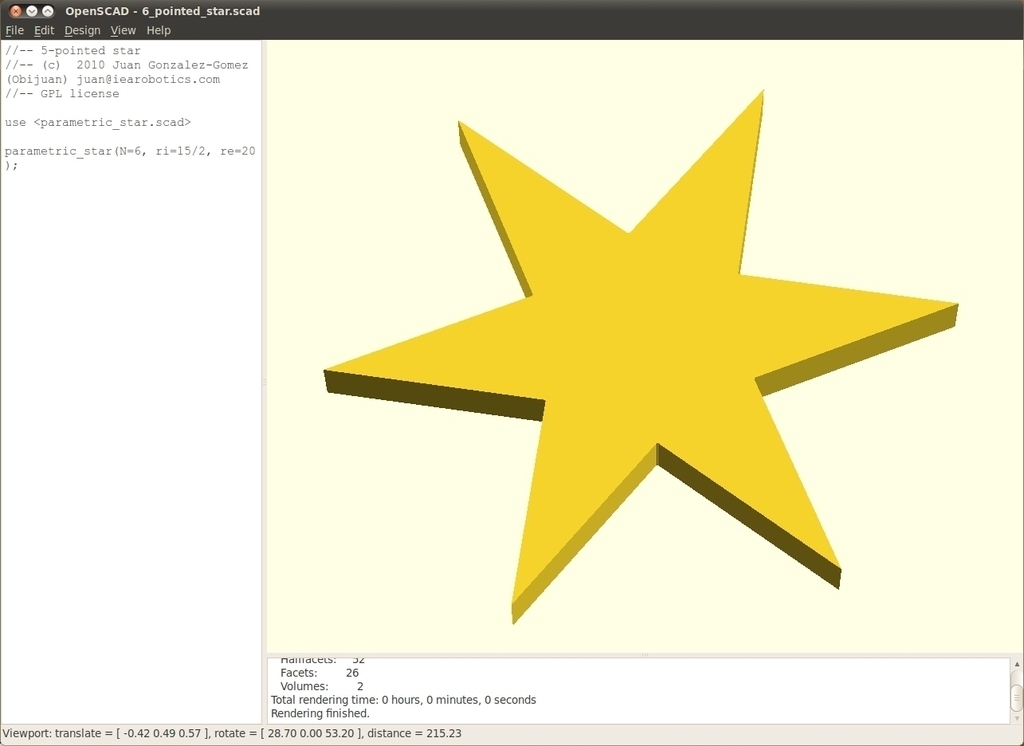 OpenSCAD - 6_pointed_star.scad
File Edit Design View Help
//-- 5-pointed star
//-- (c)  2010 Juan Gonzalez-Gomez
(Obijuan) juan@iearobotics.com
//-- GPL license
use <parametric_star.scad>
parametric_star(N=6, ri=15/2, re=20
);
Halffacets: 52
Facets: 26
Volumes: 2
Total rendering time: 0 hours, 0 minutes, 0 seconds
Rendering finished.
Viewport: translate = [ -0.42 0.49 0.57 ], rotate = [ 28.70 0.00 53.20 ], distance = 215.23